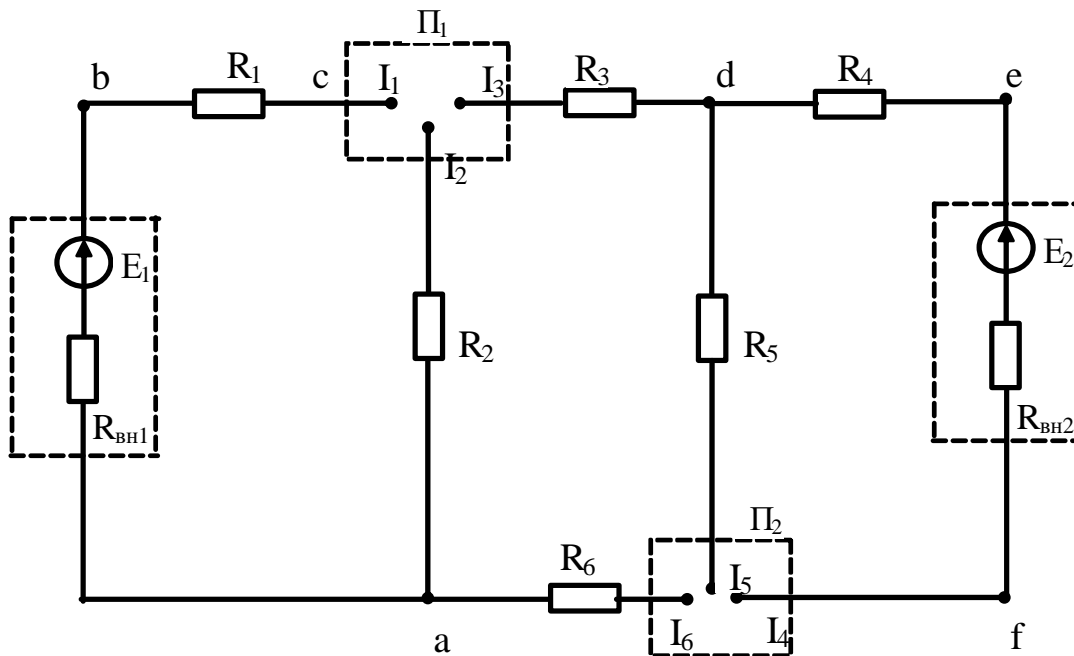 П₁
b
R₁
c
I₁
I₃
R₃
d
R₄
e
I₂
E₁
E₂
R₂
R₅
Rвн1
Rвн2
П₂
R₆
I₅
I₆
I₄
a
f